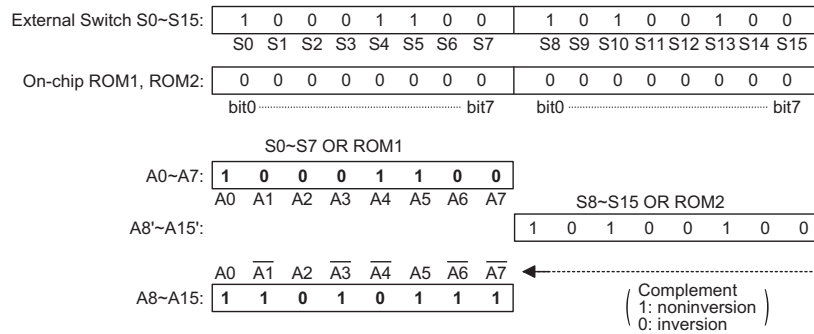 External Switch S0~S15: 1 0 0 0 1 1 0 0 1 0 1 0 0 1 0 0
S0 S1 S2 S3 S4 S5 S6 S7 S8 S9 S10 S11 S12 S13 S14 S15
On-chip ROM1, ROM2: 0 0 0 0 0 0 0 0 0 0 0 0 0 0 0 0
bit0 bit7 bit0 bit7
S0~S7 OR ROM1
A0~A7: 1 0 0 0 1 1 0 0
A0 A1 A2 A3 A4 A5 A6 A7
S8~S15 OR ROM2
A8'~A15': 1 0 1 0 0 1 0 0
A0 A̅1̅ A2 A̅3̅ A̅4̅ A5 A̅6̅ A̅7̅
A8~A15: 1 1 0 1 0 1 1 1
Complement
1: noninversion
0: inversion